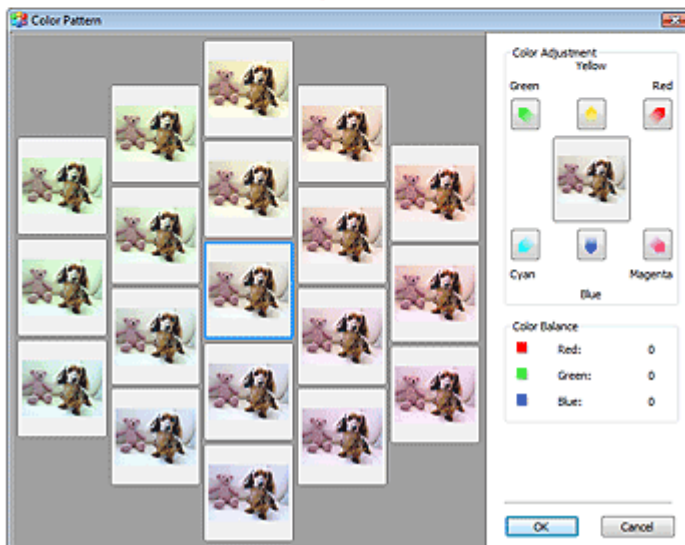 Color Pattern
Color Adjustment
Yellow
Green Red
Cyan Magenta
Blue
Color Balance
Red: 0
Green: 0
Blue: 0
OK Cancel